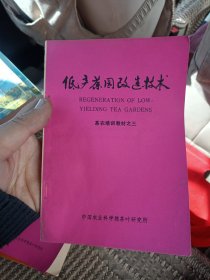 低产茶园改造技术
REGENERATION OF LOW-
YIELDING TEA GARDENS
高农培训教材之三
中国农业科学院茶叶研究所